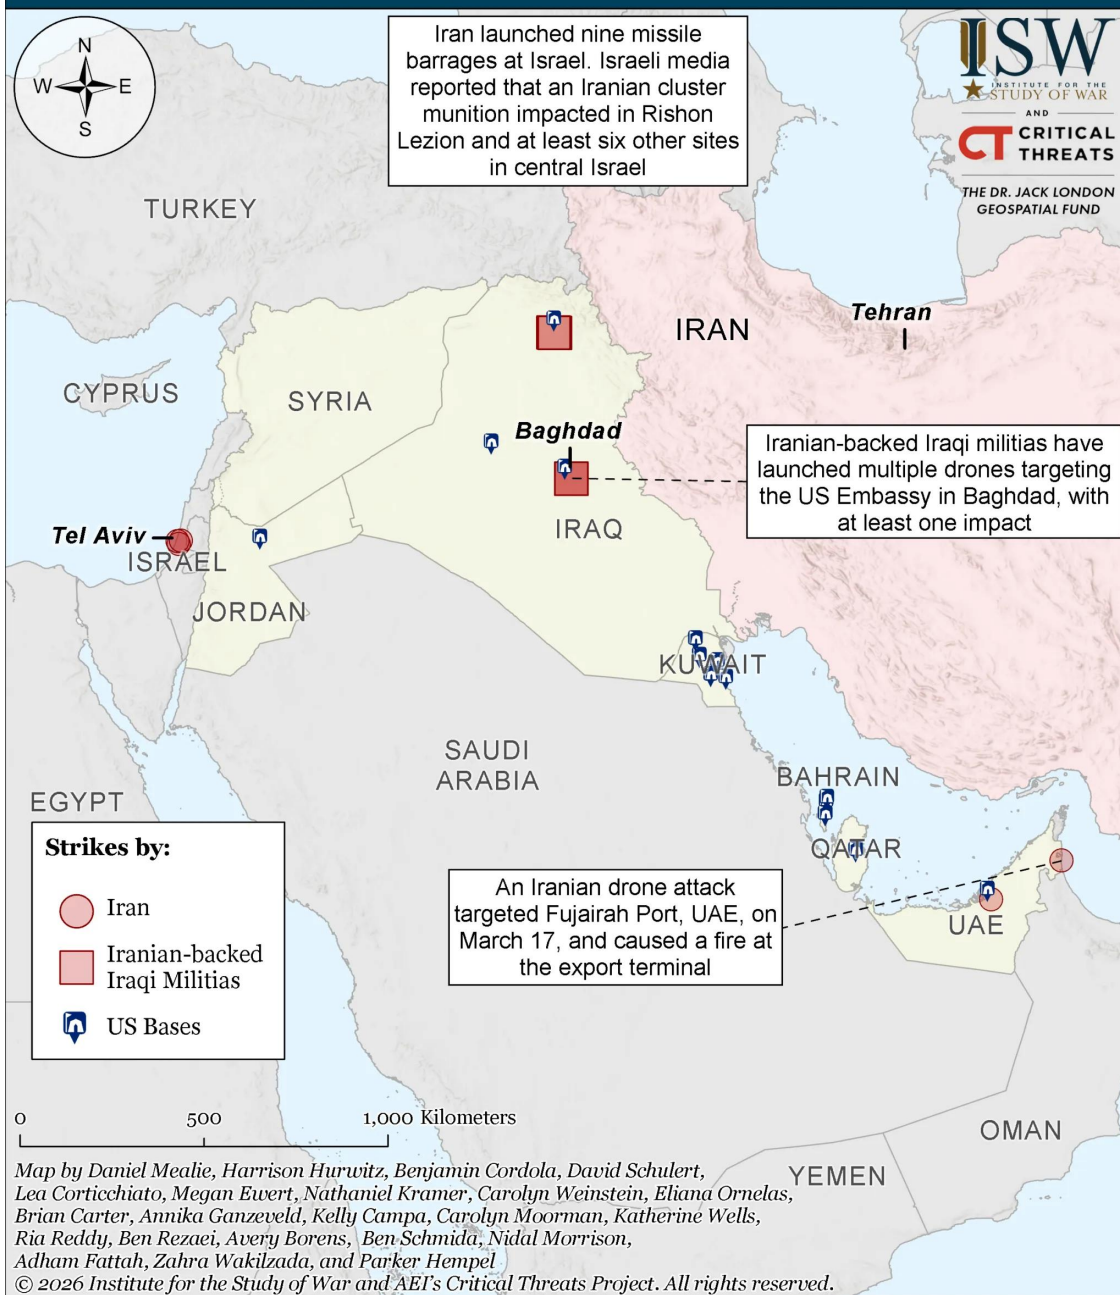 N
W
E
S
Iran launched nine missile
barrages at Israel. Israeli media
reported that an Iranian cluster
munition impacted in Rishon
Lezion and at least six other sites
in central Israel
ISW
INSTITUTE FOR THE
STUDY OF WAR
AND
CT CRITICAL
THREATS
THE DR. JACK LONDON
GEOSPATIAL FUND
TURKEY
Tehran
IRAN
CYPRUS
SYRIA
Baghdad
Iranian-backed Iraqi militias have
launched multiple drones targeting
the US Embassy in Baghdad, with
at least one impact
IRAQ
Tel Aviv
ISRAEL
JORDAN
KUWAIT
SAUDI
ARABIA
BAHRAIN
EGYPT
QATAR
UAE
An Iranian drone attack
targeted Fujairah Port, UAE, on
March 17, and caused a fire at
the export terminal
Strikes by:
Iran
Iranian-backed
Iraqi Militias
US Bases
0 500 1,000 Kilometers
OMAN
YEMEN
Map by Daniel Mealie, Harrison Hurwitz, Benjamin Cordola, David Schulert,
Lea Corticchiato, Megan Ewert, Nathaniel Kramer, Carolyn Weinstein, Eliana Ornelas,
Brian Carter, Annika Ganzeveld, Kelly Campa, Carolyn Moorman, Katherine Wells,
Ria Reddy, Ben Rezaei, Avery Borens, Ben Schmida, Nidal Morrison,
Adham Fattah, Zahra Wakilzada, and Parker Hempel
© 2026 Institute for the Study of War and AEI's Critical Threats Project. All rights reserved.